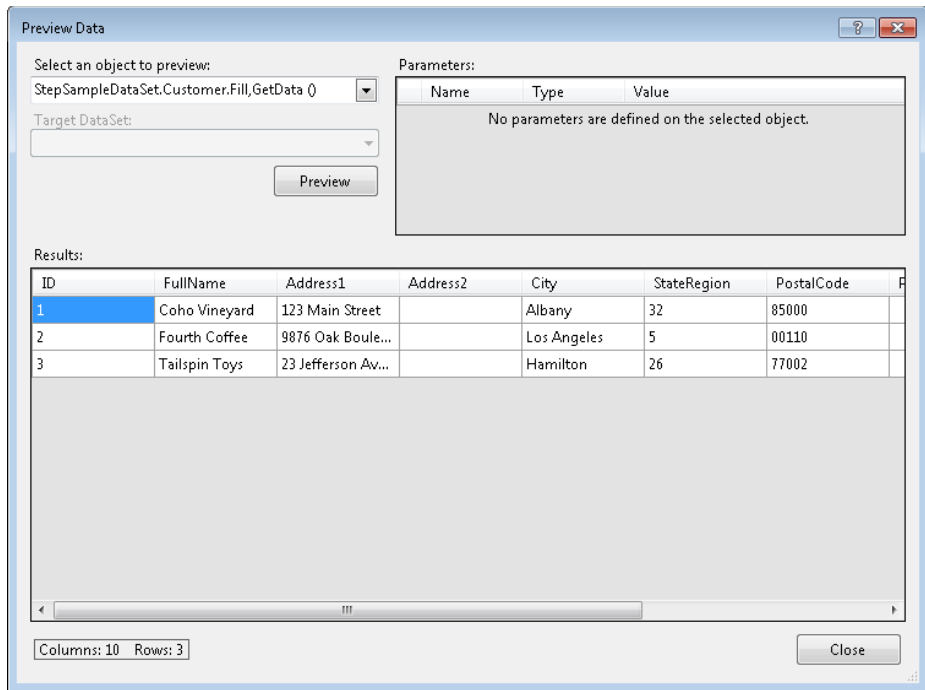 Preview Data
Select an object to preview:
StepSampleDataSet.Customer.Fill,GetData ()
Target DataSet:
Preview
Parameters:
Name Type Value
No parameters are defined on the selected object.
Results:
ID FullName Address1 Address2 City StateRegion PostalCode
1 Coho Vineyard 123 Main Street Albany 32 85000
2 Fourth Coffee 9876 Oak Boule... Los Angeles 5 00110
3 Tailspin Toys 23 Jefferson Av... Hamilton 26 77002
Columns: 10 Rows: 3
Close